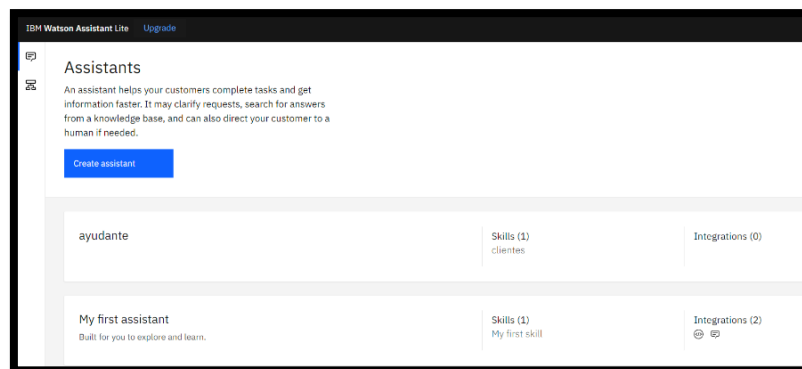 IBM Watson Assistant Lite Upgrade
Assistants
An assistant helps your customers complete tasks and get
information faster. It may clarify requests, search for answers
from a knowledge base, and can also direct your customer to a
human if needed.
Create assistant
ayudante Skills (1) Integrations (0)
clientes
My first assistant Skills (1) Integrations (2)
Built for you to explore and learn. My first skill